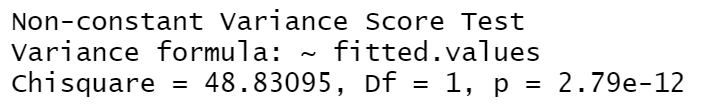 Non-constant Variance Score Test
Variance formula: ~ fitted.values
Chisquare = 48.83095, Df = 1, p = 2.79e-12